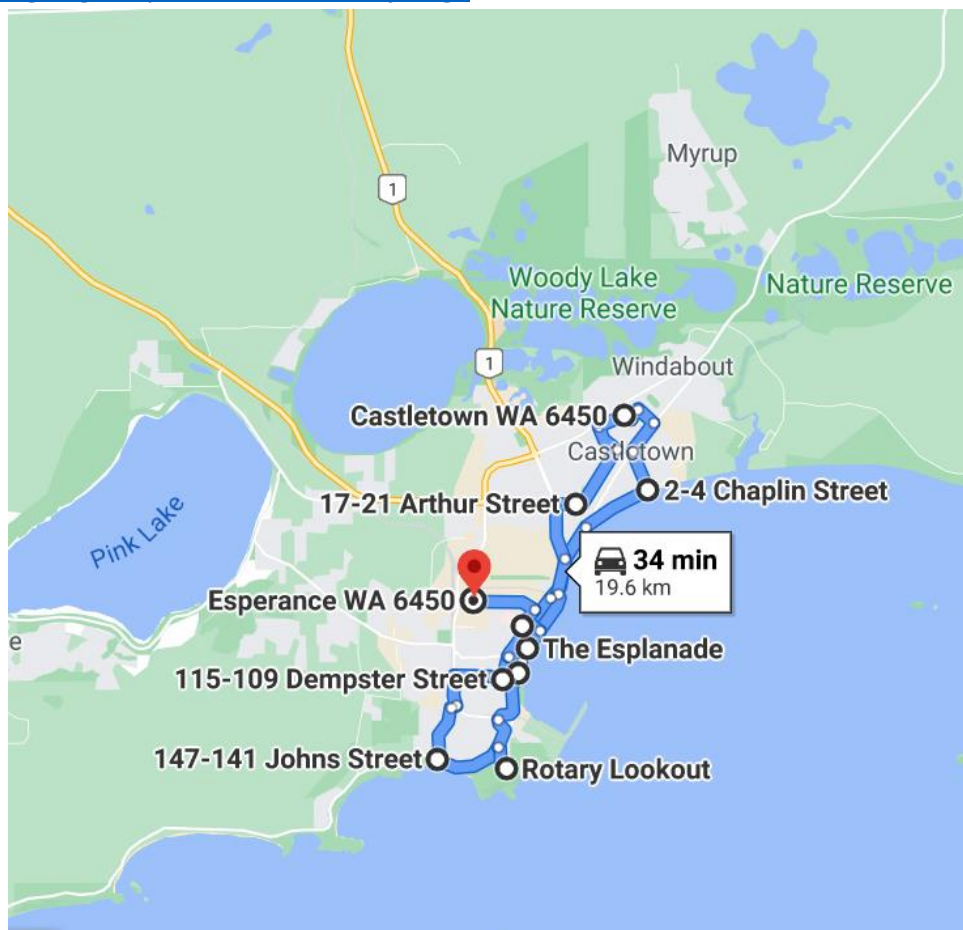 Myrup
1
Woody Lake
Nature Reserve
Nature Reserve
1
Windabout
Castletown WA 6450
Castletown
17-21 Arthur Street
2-4 Chaplin Street
Pink Lake
34 min
19.6 km
Esperance WA 6450
e
The Esplanade
115-109 Dempster Street
147-141 Johns Street
Rotary Lookout